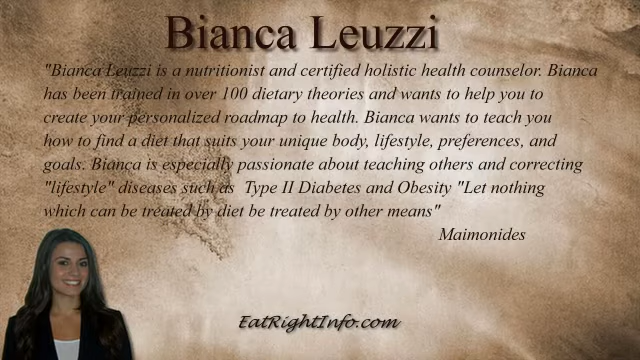 Bianca Leuzzi
"Bianca Leuzzi is a nutritionist and certified holistic health counselor. Bianca
has been trained in over 100 dietary theories and wants to help you to
create your personalized roadmap to health. Bianca wants to teach you
how to find a diet that suits your unique body, lifestyle, preferences, and
goals. Bianca is especially passionate about teaching others and correcting
"lifestyle" diseases such as Type II Diabetes and Obesity "Let nothing
which can be treated by diet be treated by other means"
Maimonides
EatRightInfo.com